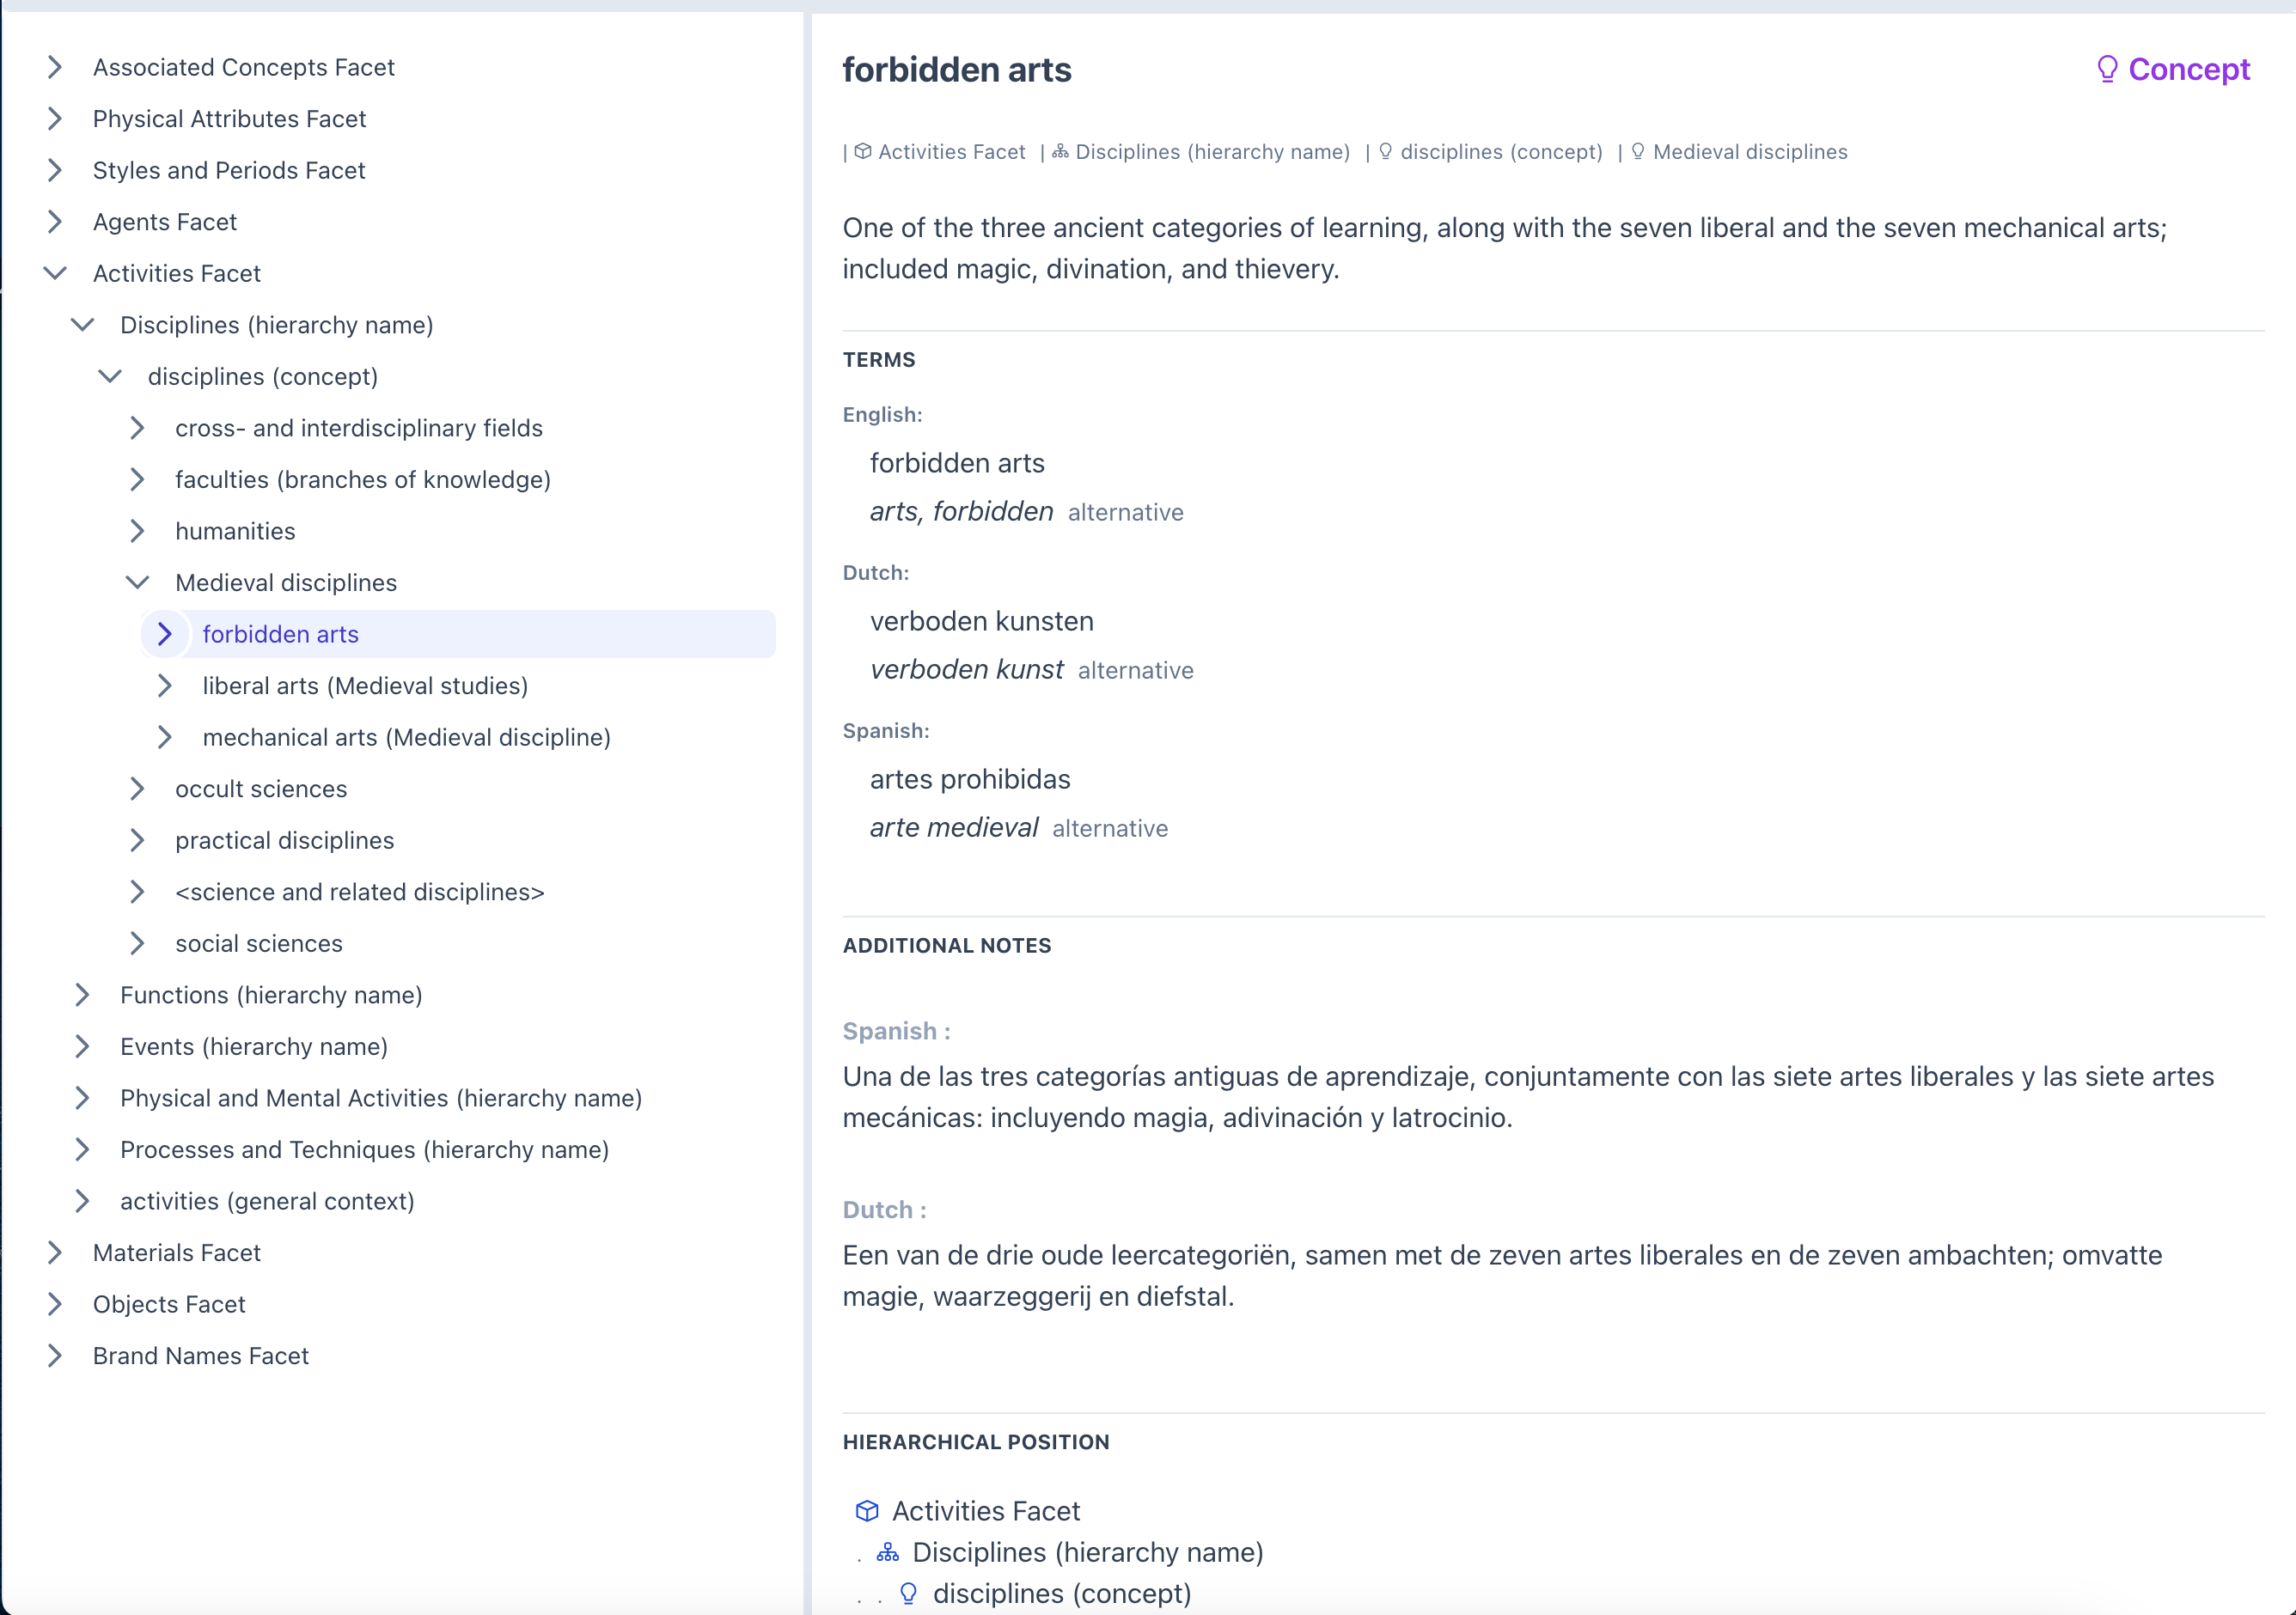 Associated Concepts Facet
Physical Attributes Facet
Styles and Periods Facet
Agents Facet
Activities Facet
Disciplines (hierarchy name)
disciplines (concept)
cross- and interdisciplinary fields
faculties (branches of knowledge)
humanities
Medieval disciplines
forbidden arts
liberal arts (Medieval studies)
mechanical arts (Medieval discipline)
occult sciences
practical disciplines
<science and related disciplines>
social sciences
Functions (hierarchy name)
Events (hierarchy name)
Physical and Mental Activities (hierarchy name)
Processes and Techniques (hierarchy name)
activities (general context)
Materials Facet
Objects Facet
Brand Names Facet
forbidden arts
Concept
| Activities Facet | Disciplines (hierarchy name) | disciplines (concept) | Medieval disciplines
One of the three ancient categories of learning, along with the seven liberal and the seven mechanical arts;
included magic, divination, and thievery.
TERMS
English:
forbidden arts
arts, forbidden alternative
Dutch:
verboden kunsten
verboden kunst alternative
Spanish:
artes prohibidas
arte medieval alternative
ADDITIONAL NOTES
Spanish :
Una de las tres categorías antiguas de aprendizaje, conjuntamente con las siete artes liberales y las siete artes
mecánicas: incluyendo magia, adivinación y latrocinio.
Dutch :
Een van de drie oude leercategoriën, samen met de zeven artes liberales en de zeven ambachten; omvatte
magie, waarzeggerij en diefstal.
HIERARCHICAL POSITION
Activities Facet
. Disciplines (hierarchy name)
. . disciplines (concept)